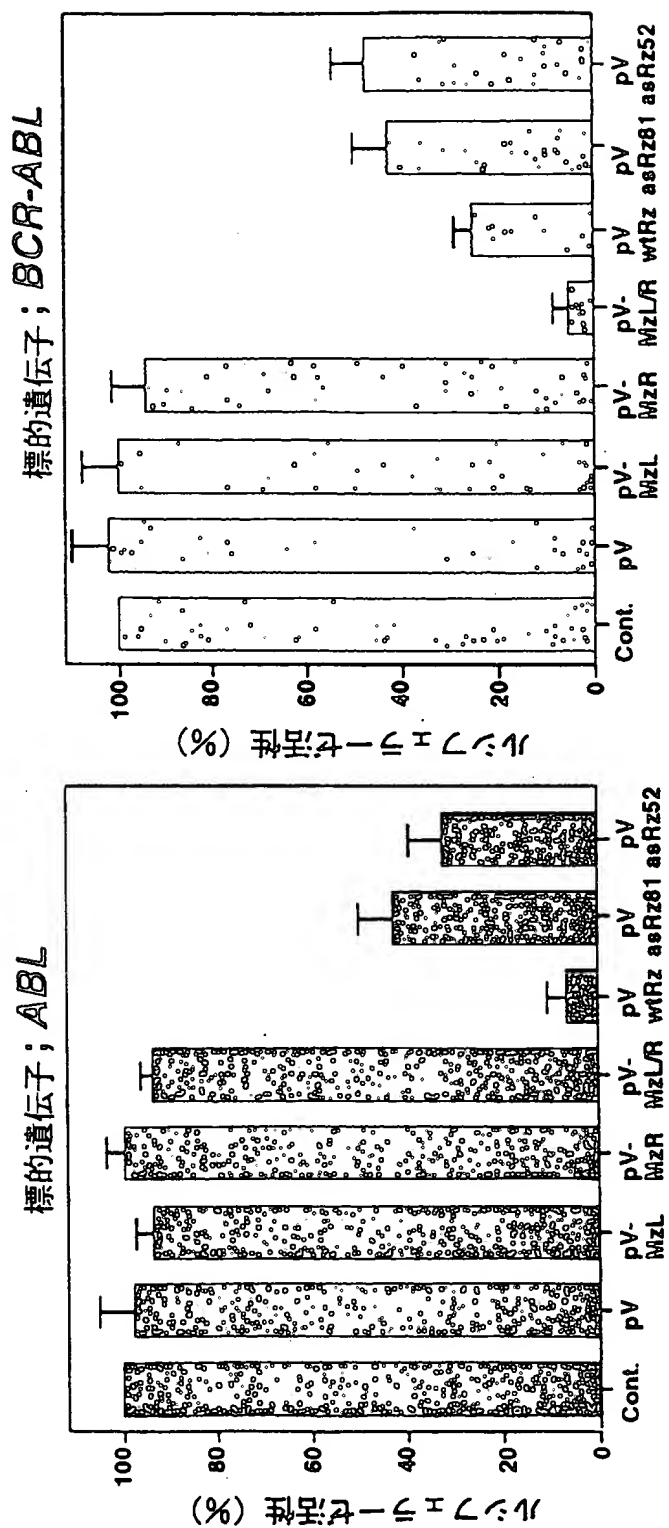 標的遺伝子；ABL
ルシフェラーゼ活性 (%)
100
80
60
40
20
0
Cont.
pV
pV-
MzL
pV-
MzR
pV-
MzL/R
pV
wtRz
pV
asRz81
pV
asRz52
標的遺伝子；BCR-ABL
ルシフェラーゼ活性 (%)
100
80
60
40
20
0
Cont.
pV
pV-
MzL
pV-
MzR
pV-
MzL/R
pV
wtRz
pV
asRz81
pV
asRz52